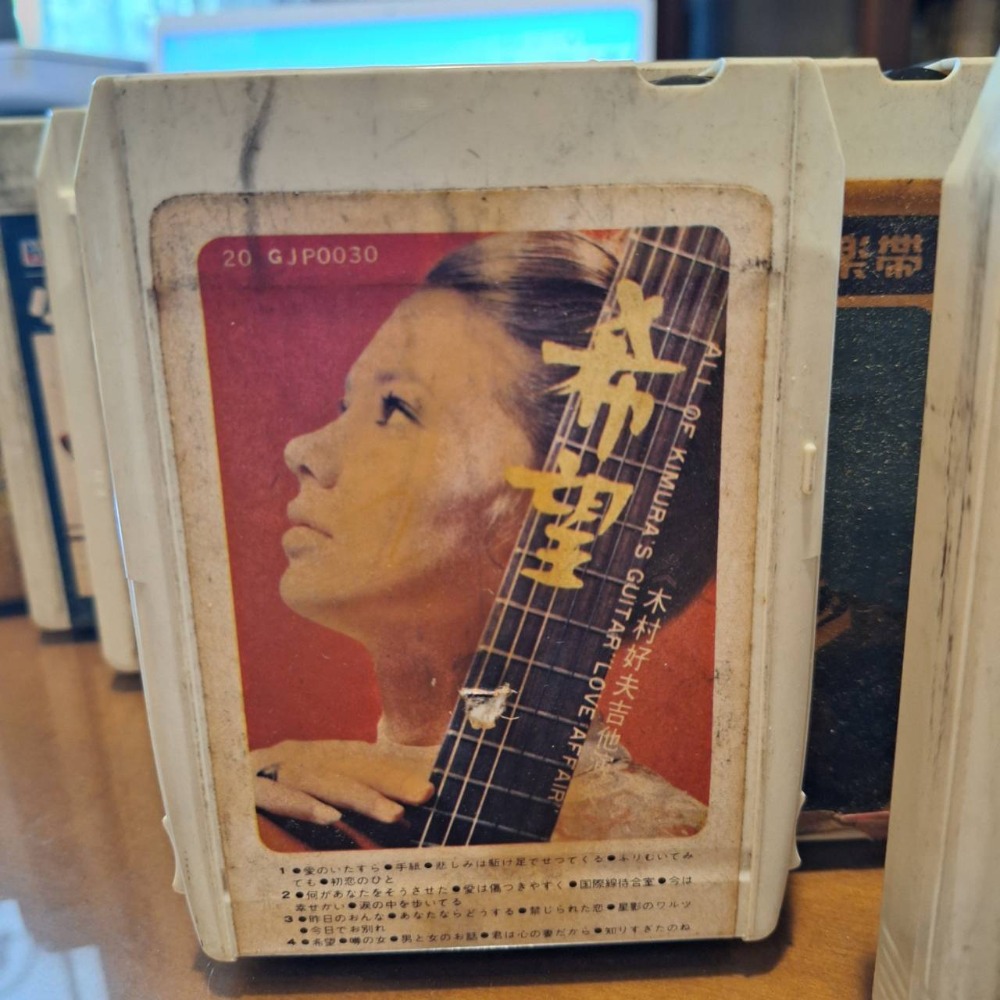 20 GJP0030
希望
ALL OF KIMURA'S GUITAR "LOVE AFFAIR"
木村好夫吉他
樂帶
1●愛のいたずら●手紙●悲しみは駆け足でやってくる●ふりむいてみ
ても●初恋のひと
2●何があなたをそうさせた●愛は傷つきやすく●国際線待合室●今は
幸せかい●涙の中を歩いてる
3●昨日のおんな●あなたならどうする●禁じられた恋●星影のワルツ
●今日でお別れ
4●希望●噂の女●男と女のお話●君は心の妻だから●知りすぎたのね